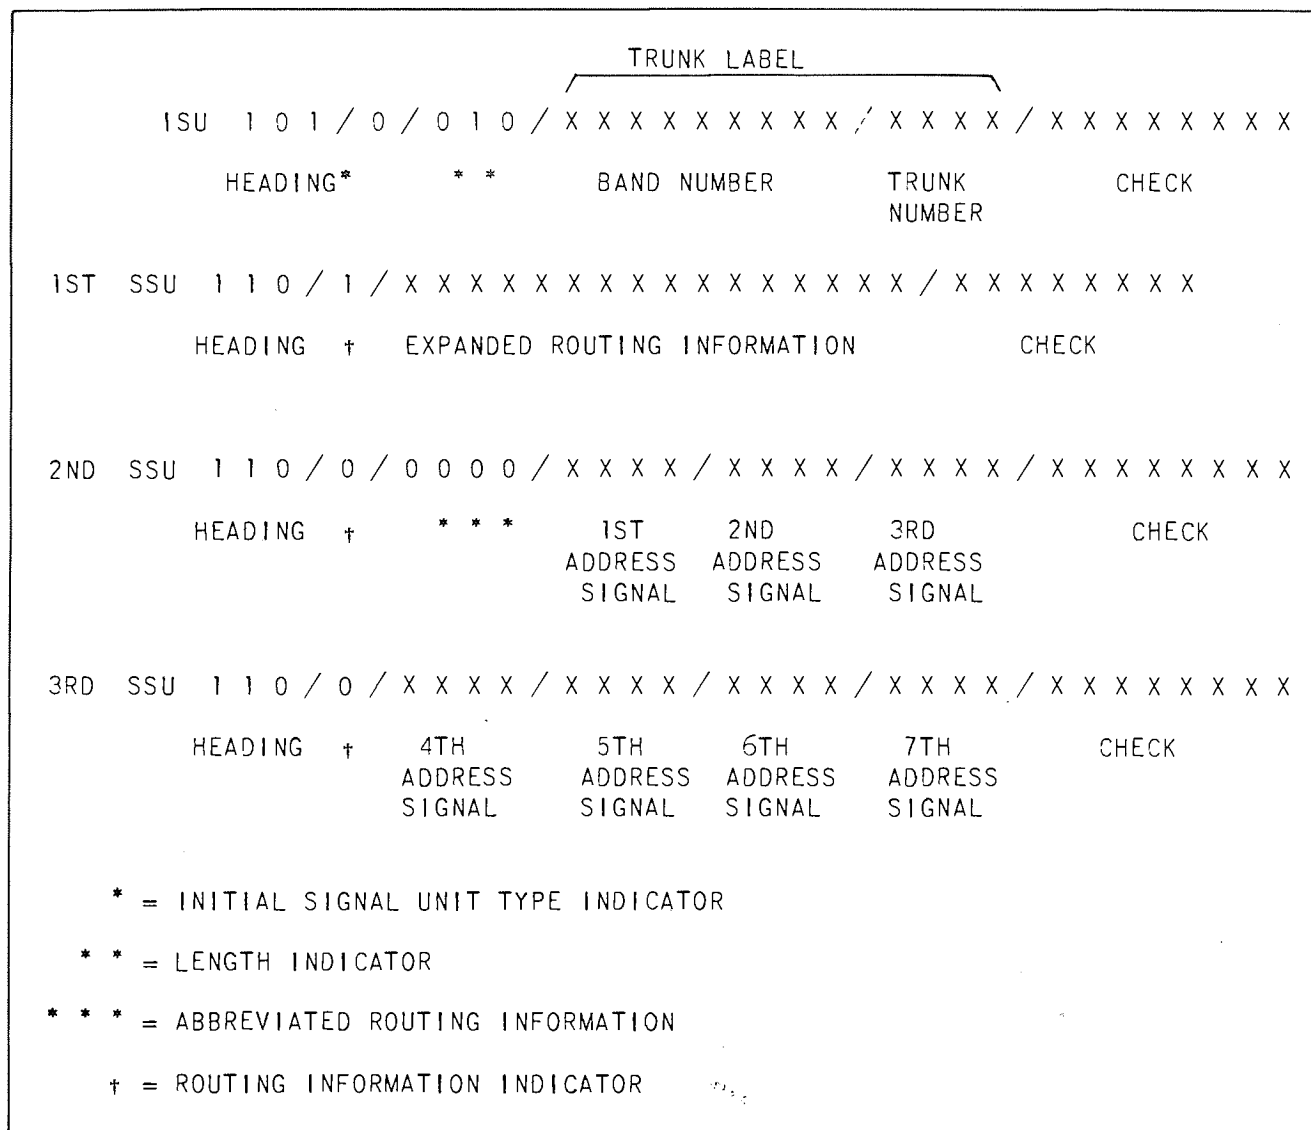 TRUNK LABEL
ISU 1 0 1 / 0 / 0 1 0 / X X X X X X X X X / X X X X / X X X X X X X X
HEADING* * * BAND NUMBER TRUNK NUMBER CHECK
1ST SSU 1 1 0 / 1 / X X X X X X X X X X X X X X X X / X X X X X X X X
HEADING † EXPANDED ROUTING INFORMATION CHECK
2ND SSU 1 1 0 / 0 / 0 0 0 0 / X X X X / X X X X / X X X X / X X X X X X X X
HEADING † * * * 1ST 2ND 3RD CHECK
ADDRESS ADDRESS ADDRESS
SIGNAL SIGNAL SIGNAL
3RD SSU 1 1 0 / 0 / X X X X / X X X X / X X X X / X X X X / X X X X X X X X
HEADING † 4TH 5TH 6TH 7TH CHECK
ADDRESS ADDRESS ADDRESS ADDRESS
SIGNAL SIGNAL SIGNAL SIGNAL
* = INITIAL SIGNAL UNIT TYPE INDICATOR
* * = LENGTH INDICATOR
* * * = ABBREVIATED ROUTING INFORMATION
† = ROUTING INFORMATION INDICATOR